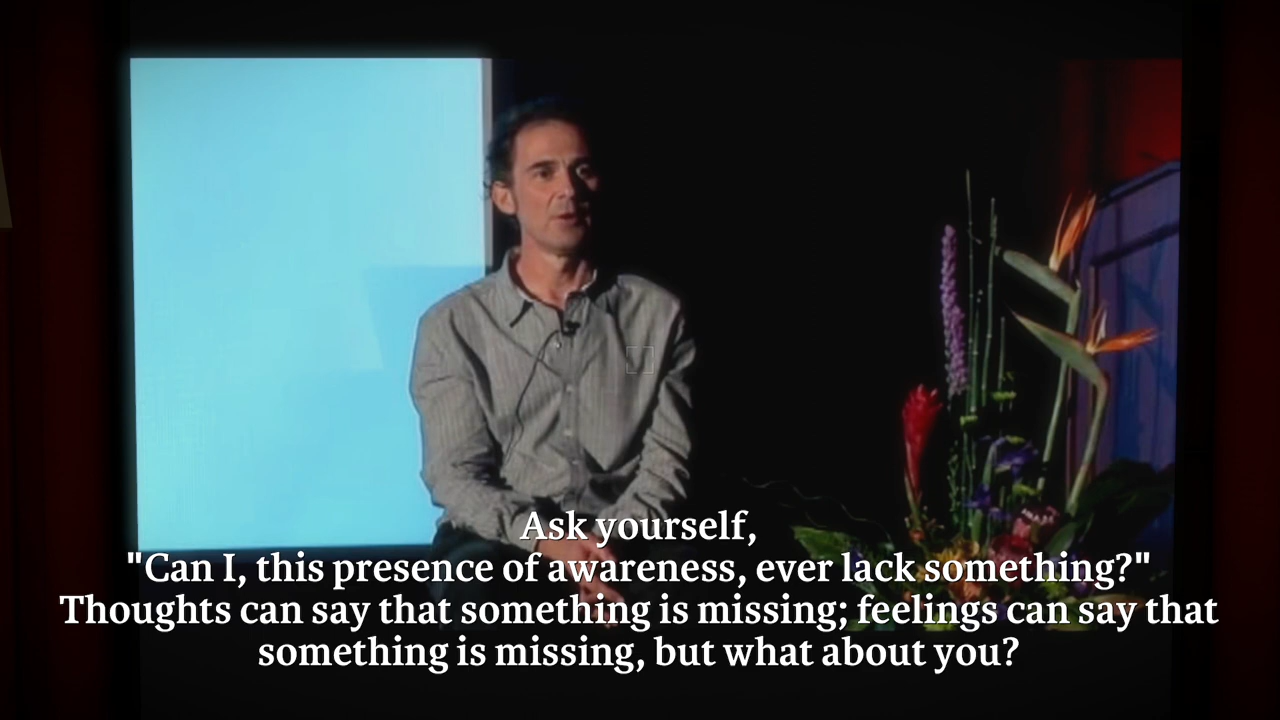 Ask yourself,
"Can I, this presence of awareness, ever lack something?"
Thoughts can say that something is missing; feelings can say that
something is missing, but what about you?